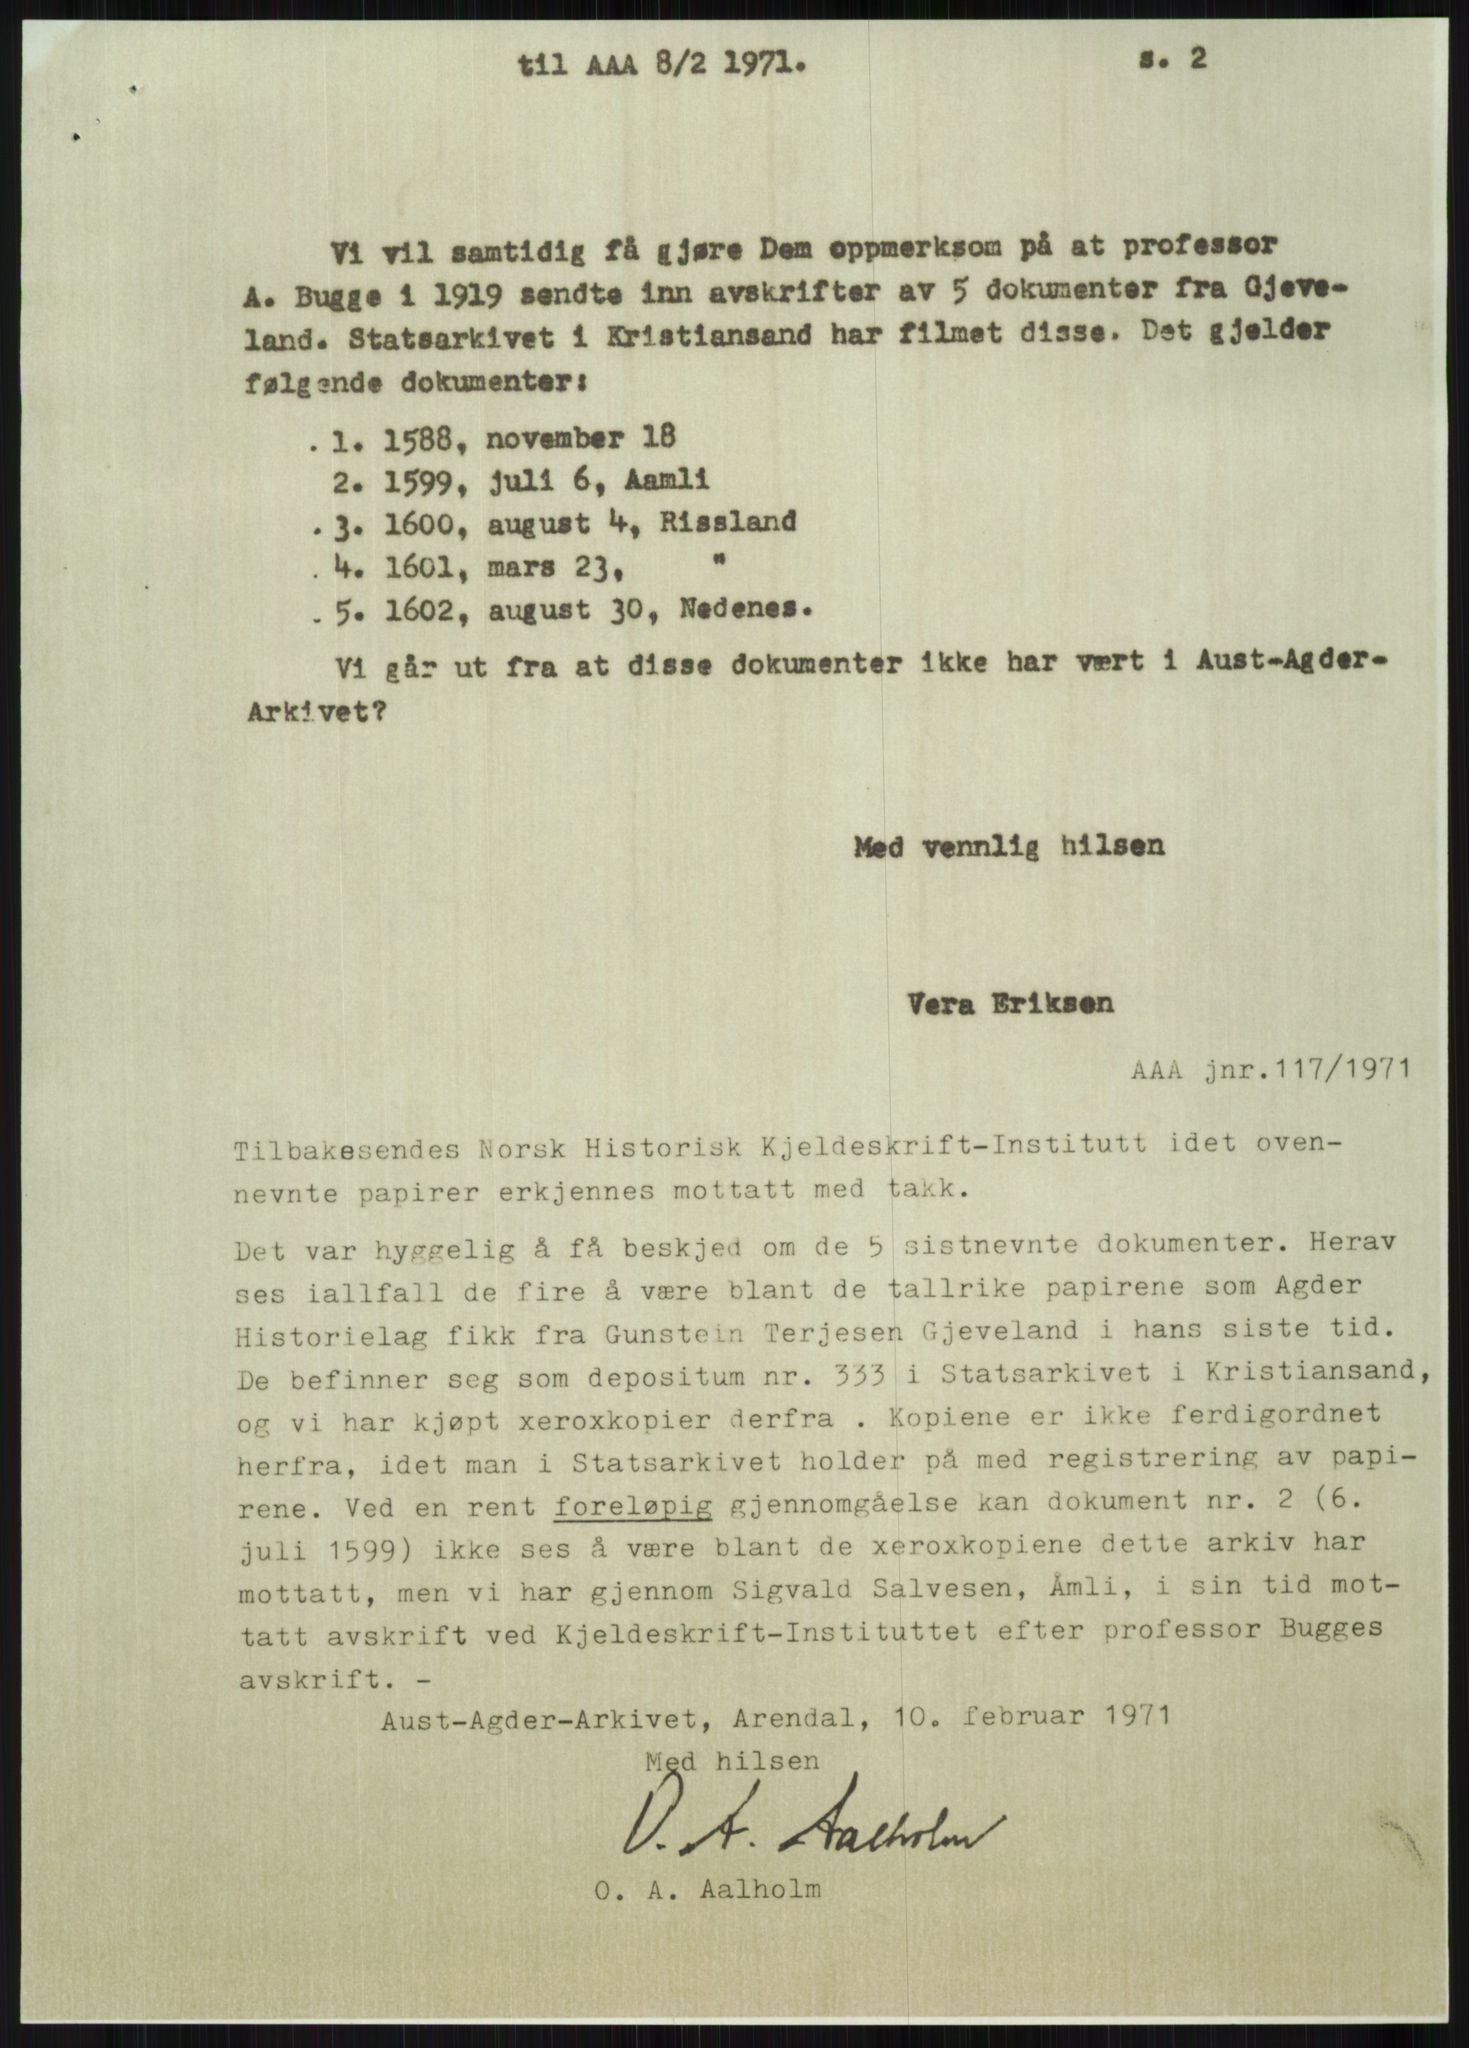 til AAA 8/2 1971. s. 2
Vi vil samtidig få gjøre Dem oppmerksom på at professor
A. Bugge i 1919 sendte inn avskrifter av 5 dokumenter fra Gjeve-
land. Statsarkivet i Kristiansand har filmet disse. Det gjelder
følgende dokumenter:
. 1. 1588, november 18
2. 1599, juli 6, Aamli
. 3. 1600, august 4, Rissland
. 4. 1601, mars 23, "
. 5. 1602, august 30, Nedenes.
Vi går ut fra at disse dokumenter ikke har vært i Aust-Agder-
Arkivet?
Med vennlig hilsen
Vera Eriksen
AAA jnr.117/1971
Tilbakesendes Norsk Historisk Kjeldeskrift-Institutt idet oven-
nevnte papirer erkjennes mottatt med takk.
Det var hyggelig å få beskjed om de 5 sistnevnte dokumenter. Herav
ses iallfall de fire å være blant de tallrike papirene som Agder
Historielag fikk fra Gunstein Terjesen Gjeveland i hans siste tid.
De befinner seg som depositum nr. 333 i Statsarkivet i Kristiansand,
og vi har kjøpt xeroxkopier derfra . Kopiene er ikke ferdigordnet
herfra, idet man i Statsarkivet holder på med registrering av papi-
rene. Ved en rent foreløpig gjennomgåelse kan dokument nr. 2 (6.
juli 1599) ikke ses å være blant de xeroxkopiene dette arkiv har
mottatt, men vi har gjennom Sigvald Salvesen, Åmli, i sin tid mot-
tatt avskrift ved Kjeldeskrift-Instituttet efter professor Bugges
avskrift. -
Aust-Agder-Arkivet, Arendal, 10. februar 1971
Med hilsen
O. A. Aalholm
O. A. Aalholm